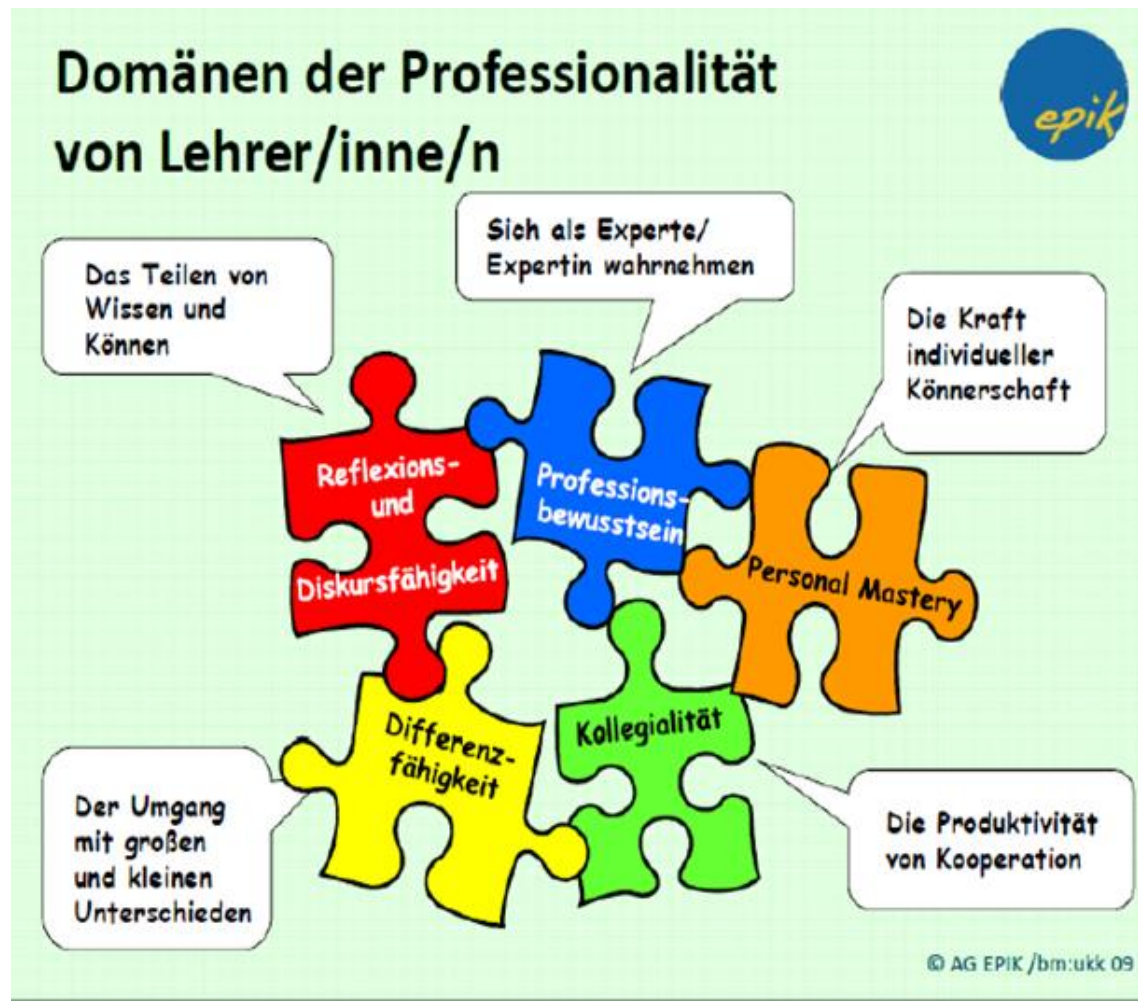 Domänen der Professionalität
von Lehrer/inne/n
epik
Das Teilen von
Wissen und
Können
Sich als Experte/
Expertin wahrnehmen
Die Kraft
individueller
Könnerschaft
Reflexions-
und
Diskursfähigkeit
Professions-
bewusstsein
Personal Mastery
Differenz-
fähigkeit
Kollegialität
Der Umgang
mit großen
und kleinen
Unterschieden
Die Produktivität
von Kooperation
© AG EPIK /bm:ukk 09